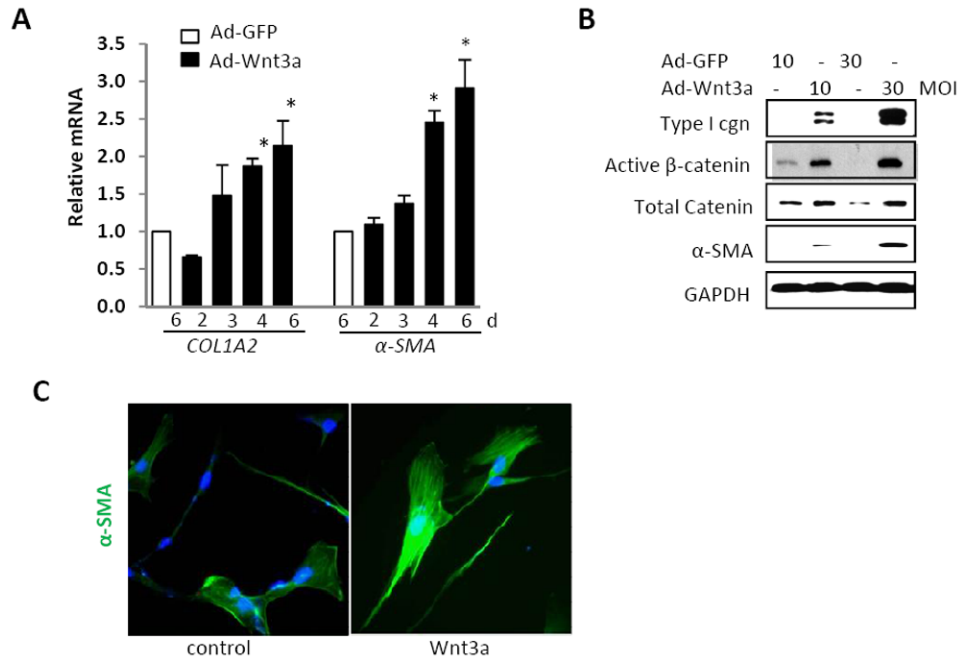 A
Ad-GFP
Ad-Wnt3a
Relative mRNA
4.0
3.5
3.0
2.5
2.0
1.5
1.0
0.5
0.0
* * * *
6 2 3 4 6 6 2 3 4 6 d
COL1A2 α-SMA
B
Ad-GFP 10 - 30 -
Ad-Wnt3a - 10 - 30 MOI
Type I cgn
Active β-catenin
Total Catenin
α-SMA
GAPDH
C
α-SMA
control Wnt3a